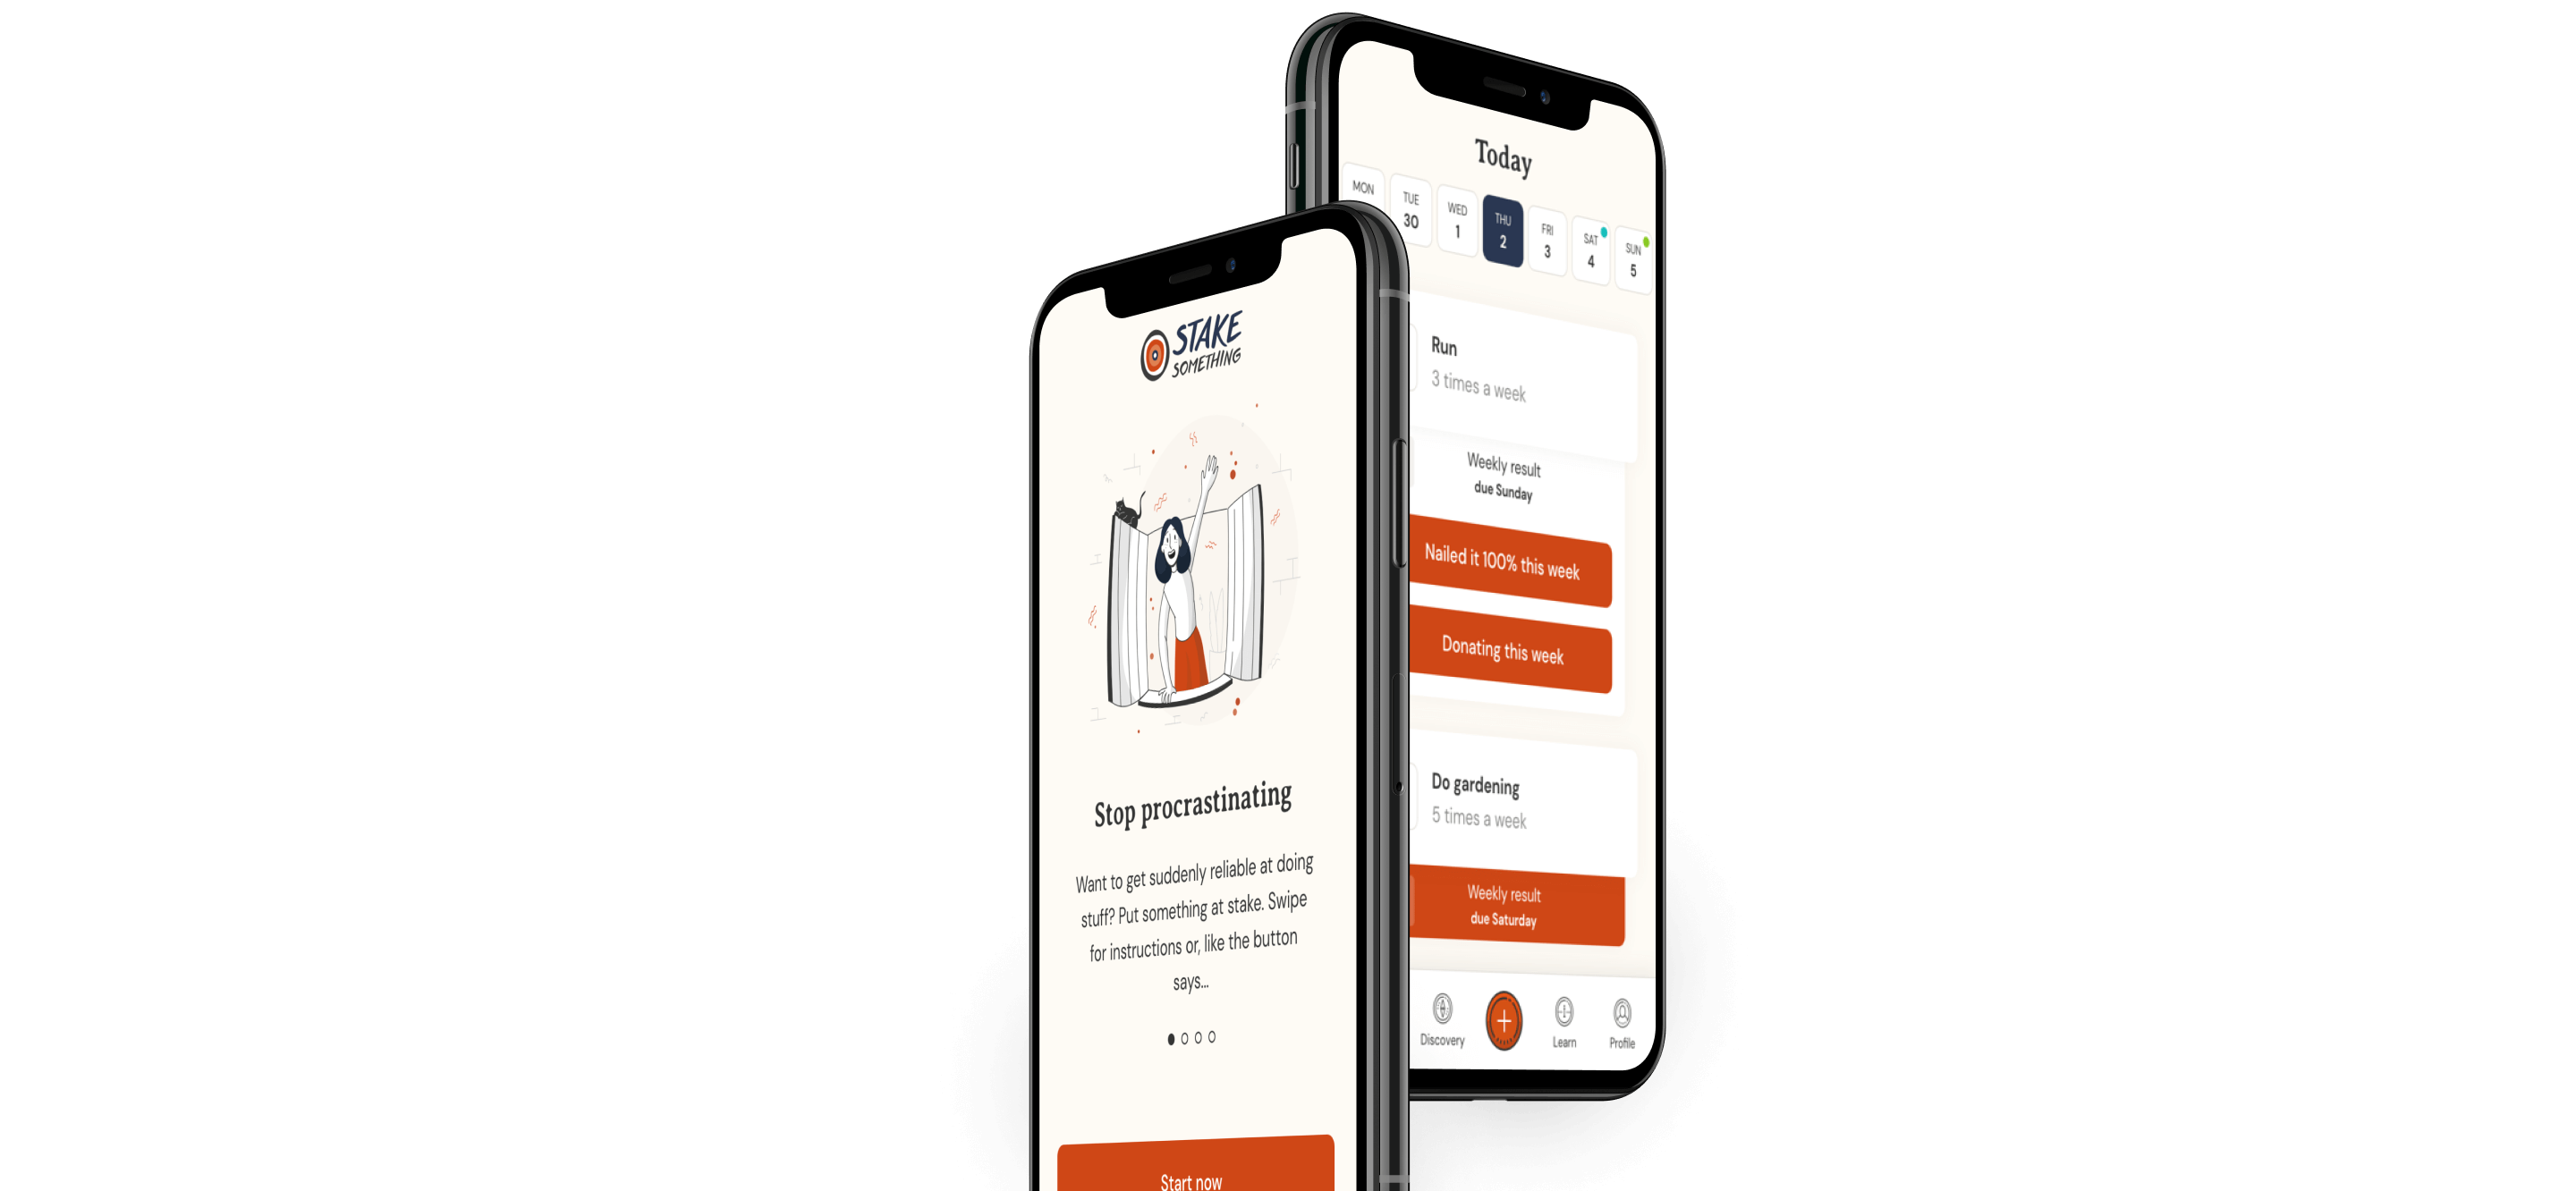 STAKE
SOMETHING
Stop procrastinating
Want to get suddenly reliable at doing
stuff? Put something at stake. Swipe
for instructions or, like the button
says...
Start now
Today
MON
TUE
30
WED
1
THU
2
FRI
3
SAT
4
SUN
5
Run
3 times a week
Weekly result
due Sunday
Nailed it 100% this week
Donating this week
Do gardening
5 times a week
Weekly result
due Saturday
Discovery
Learn
Profile